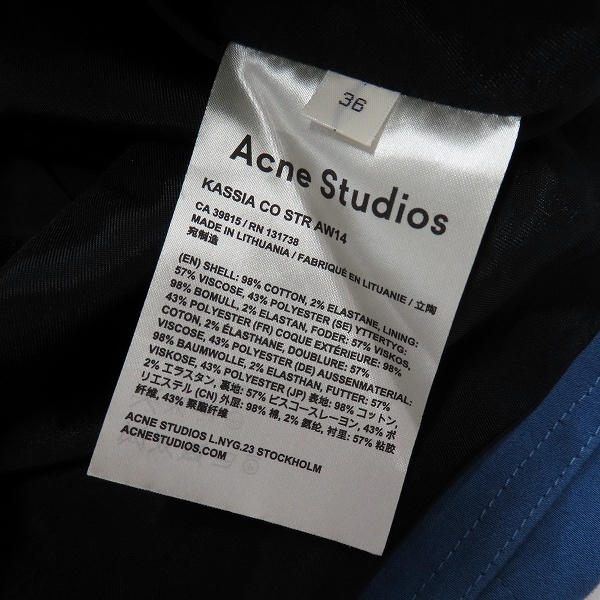 36
Acne Studios
KASSIA CO STR AW14
CA 39815 / RN 131738
MADE IN LITHUANIA / FABRIQUÉ EN LITUANIE / 立陶
宛制造
(EN) SHELL: 98% COTTON, 2% ELASTANE, LINING:
57% VISCOSE, 43% POLYESTER (SE) YTTERTYG:
98% BOMULL, 2% ELASTAN, FODER: 57% VISKOS,
43% POLYESTER (FR) COQUE EXTÉRIEURE: 98%
COTON, 2% ÉLASTHANE, DOUBLURE: 57%
VISCOSE, 43% POLYESTER (DE) AUSSENMATERIAL:
98% BAUMWOLLE, 2% ELASTHAN, FUTTER: 57%
VISKOSE, 43% POLYESTER (JP) 表地: 98% コットン,
2% エラスタン, 裏地: 57% ビスコースレーヨン, 43% ポ
リエステル (CN) 外层: 98% 棉, 2% 氨纶, 衬里: 57% 粘胶
纤维, 43% 聚酯纤维
ACNE STUDIOS L.NYG.23 STOCKHOLM
ACNESTUDIOS.COM